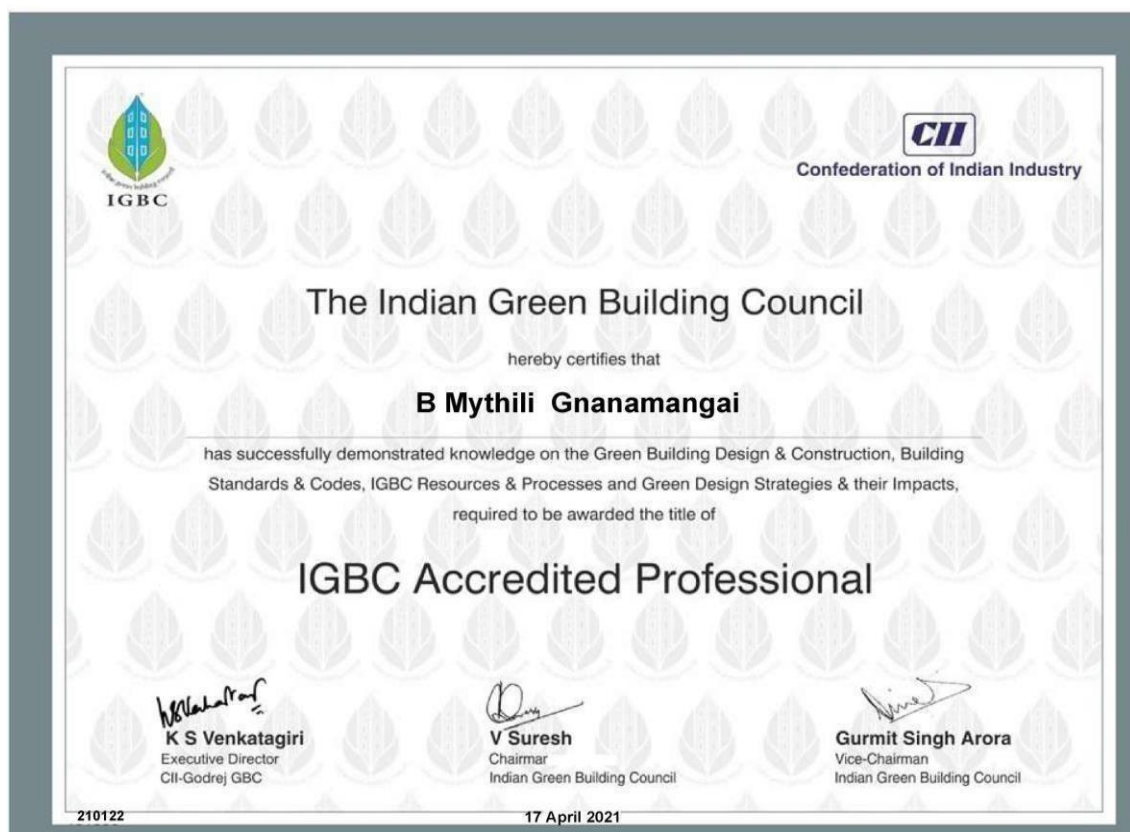 IGBC
CII
Confederation of Indian Industry
The Indian Green Building Council
hereby certifies that
B Mythili Gnanamangai
has successfully demonstrated knowledge on the Green Building Design & Construction, Building
Standards & Codes, IGBC Resources & Processes and Green Design Strategies & their Impacts,
required to be awarded the title of
IGBC Accredited Professional
K S Venkatagiri
Executive Director
CII-Godrej GBC
V Suresh
Chairmar
Indian Green Building Council
Gurmit Singh Arora
Vice-Chairman
Indian Green Building Council
210122
17 April 2021